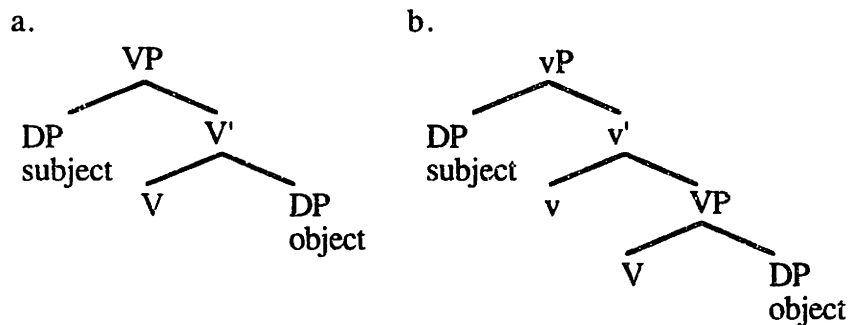 a. b.
VP vP
DP V' DP v'
subject subject
V DP v VP
object
V DP
object